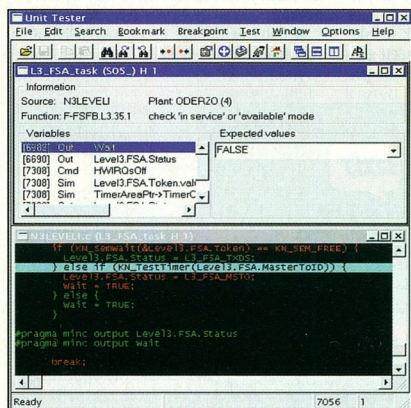 Unit Tester
File Edit Search Bookmark Breakpoint Test Window Options Help
L3_FSA_task (SOS_) H 1
Information
Source: N3LEVELI Plant: ODER2O (4)
Function: F-FSFB.L3.35.1 check 'in service' or 'available' mode
Variables
Expected values
[6689] Out Wait
FALSE
[6690] Out Level3.FSA.Status
[7308] Cmd HWIRQsOff
[7308] Sim Level3.FSA.Token.val
[7308] Sim TimerAreaPtr->TimerC
N3LEVELI.c (L3_FSA_task H 1)
if (KN_SemWait(&Level3.FSA.Token) == KN_SEM_FREE) {
Level3.FSA.Status = L3_FSA_TXDS;
} else if (KN_TestTimer(Level3.FSA.MasterToID)) {
Level3.FSA.Status = L3_FSA_MSTO;
Wait = TRUE;
} else {
Wait = TRUE;
}
#pragma minc output Level3.FSA.Status
#pragma minc output Wait
break;
Ready 7056 1